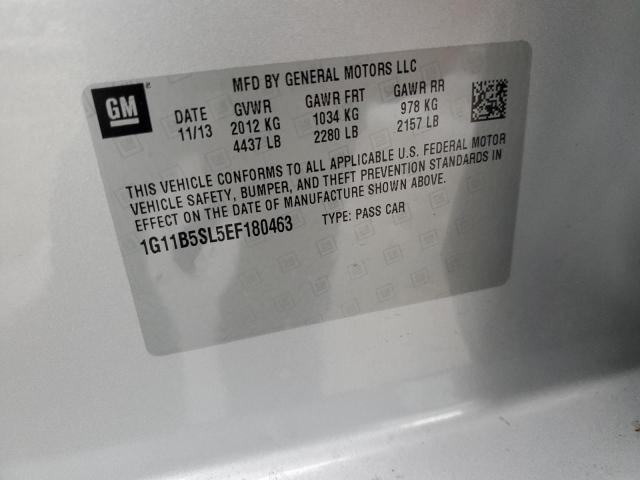 GM
MFD BY GENERAL MOTORS LLC
DATE GVWR GAWR FRT GAWR RR
11/13 2012 KG 1034 KG 978 KG
4437 LB 2280 LB 2157 LB
THIS VEHICLE CONFORMS TO ALL APPLICABLE U.S. FEDERAL MOTOR
VEHICLE SAFETY, BUMPER, AND THEFT PREVENTION STANDARDS IN
EFFECT ON THE DATE OF MANUFACTURE SHOWN ABOVE.
1G11B5SL5EF180463 TYPE: PASS CAR